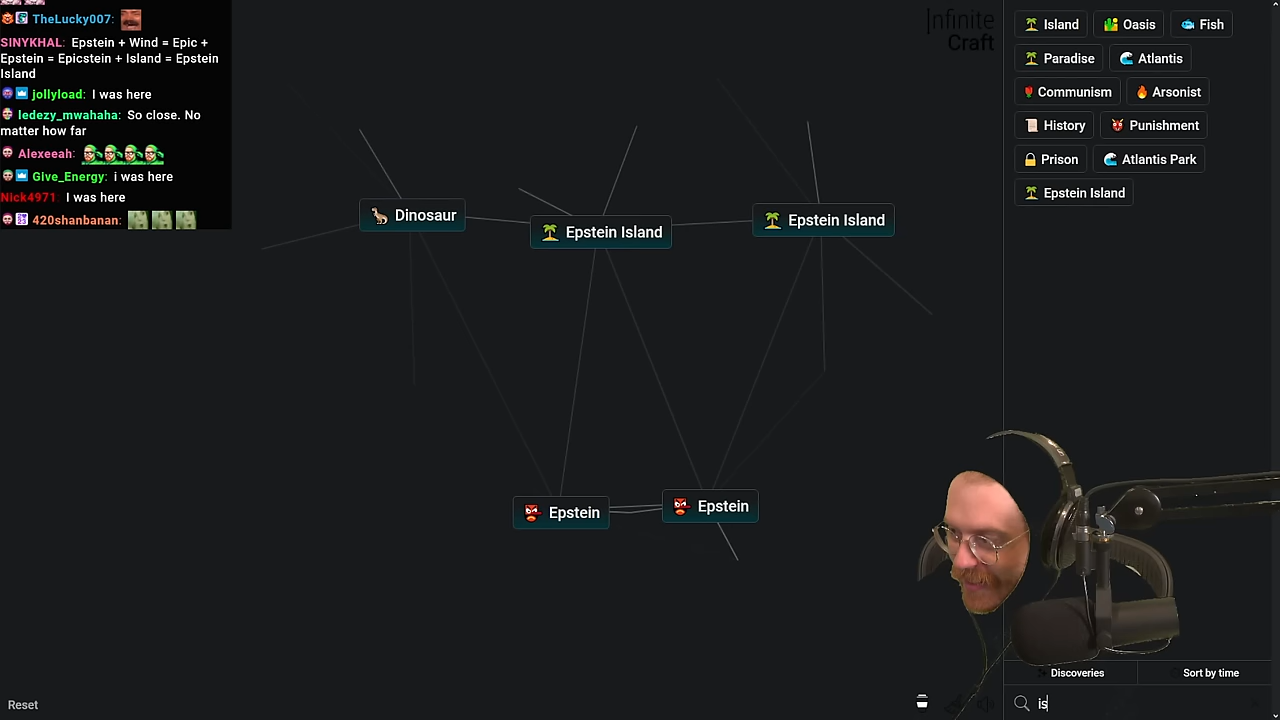 TheLucky007:
SINYKHAL: Epstein + Wind = Epic +
Epstein = Epicstein + Island = Epstein
Island
jollyload: I was here
ledezy_mwahaha: So close. No
matter how far
Alexeeah:
Give_Energy: i was here
Nick4971: I was here
420shanbanan:
Infinite
Craft
Dinosaur
Epstein Island
Epstein Island
Epstein
Epstein
Island
Oasis
Fish
Paradise
Atlantis
Communism
Arsonist
History
Punishment
Prison
Atlantis Park
Epstein Island
Discoveries
Sort by time
is
Reset